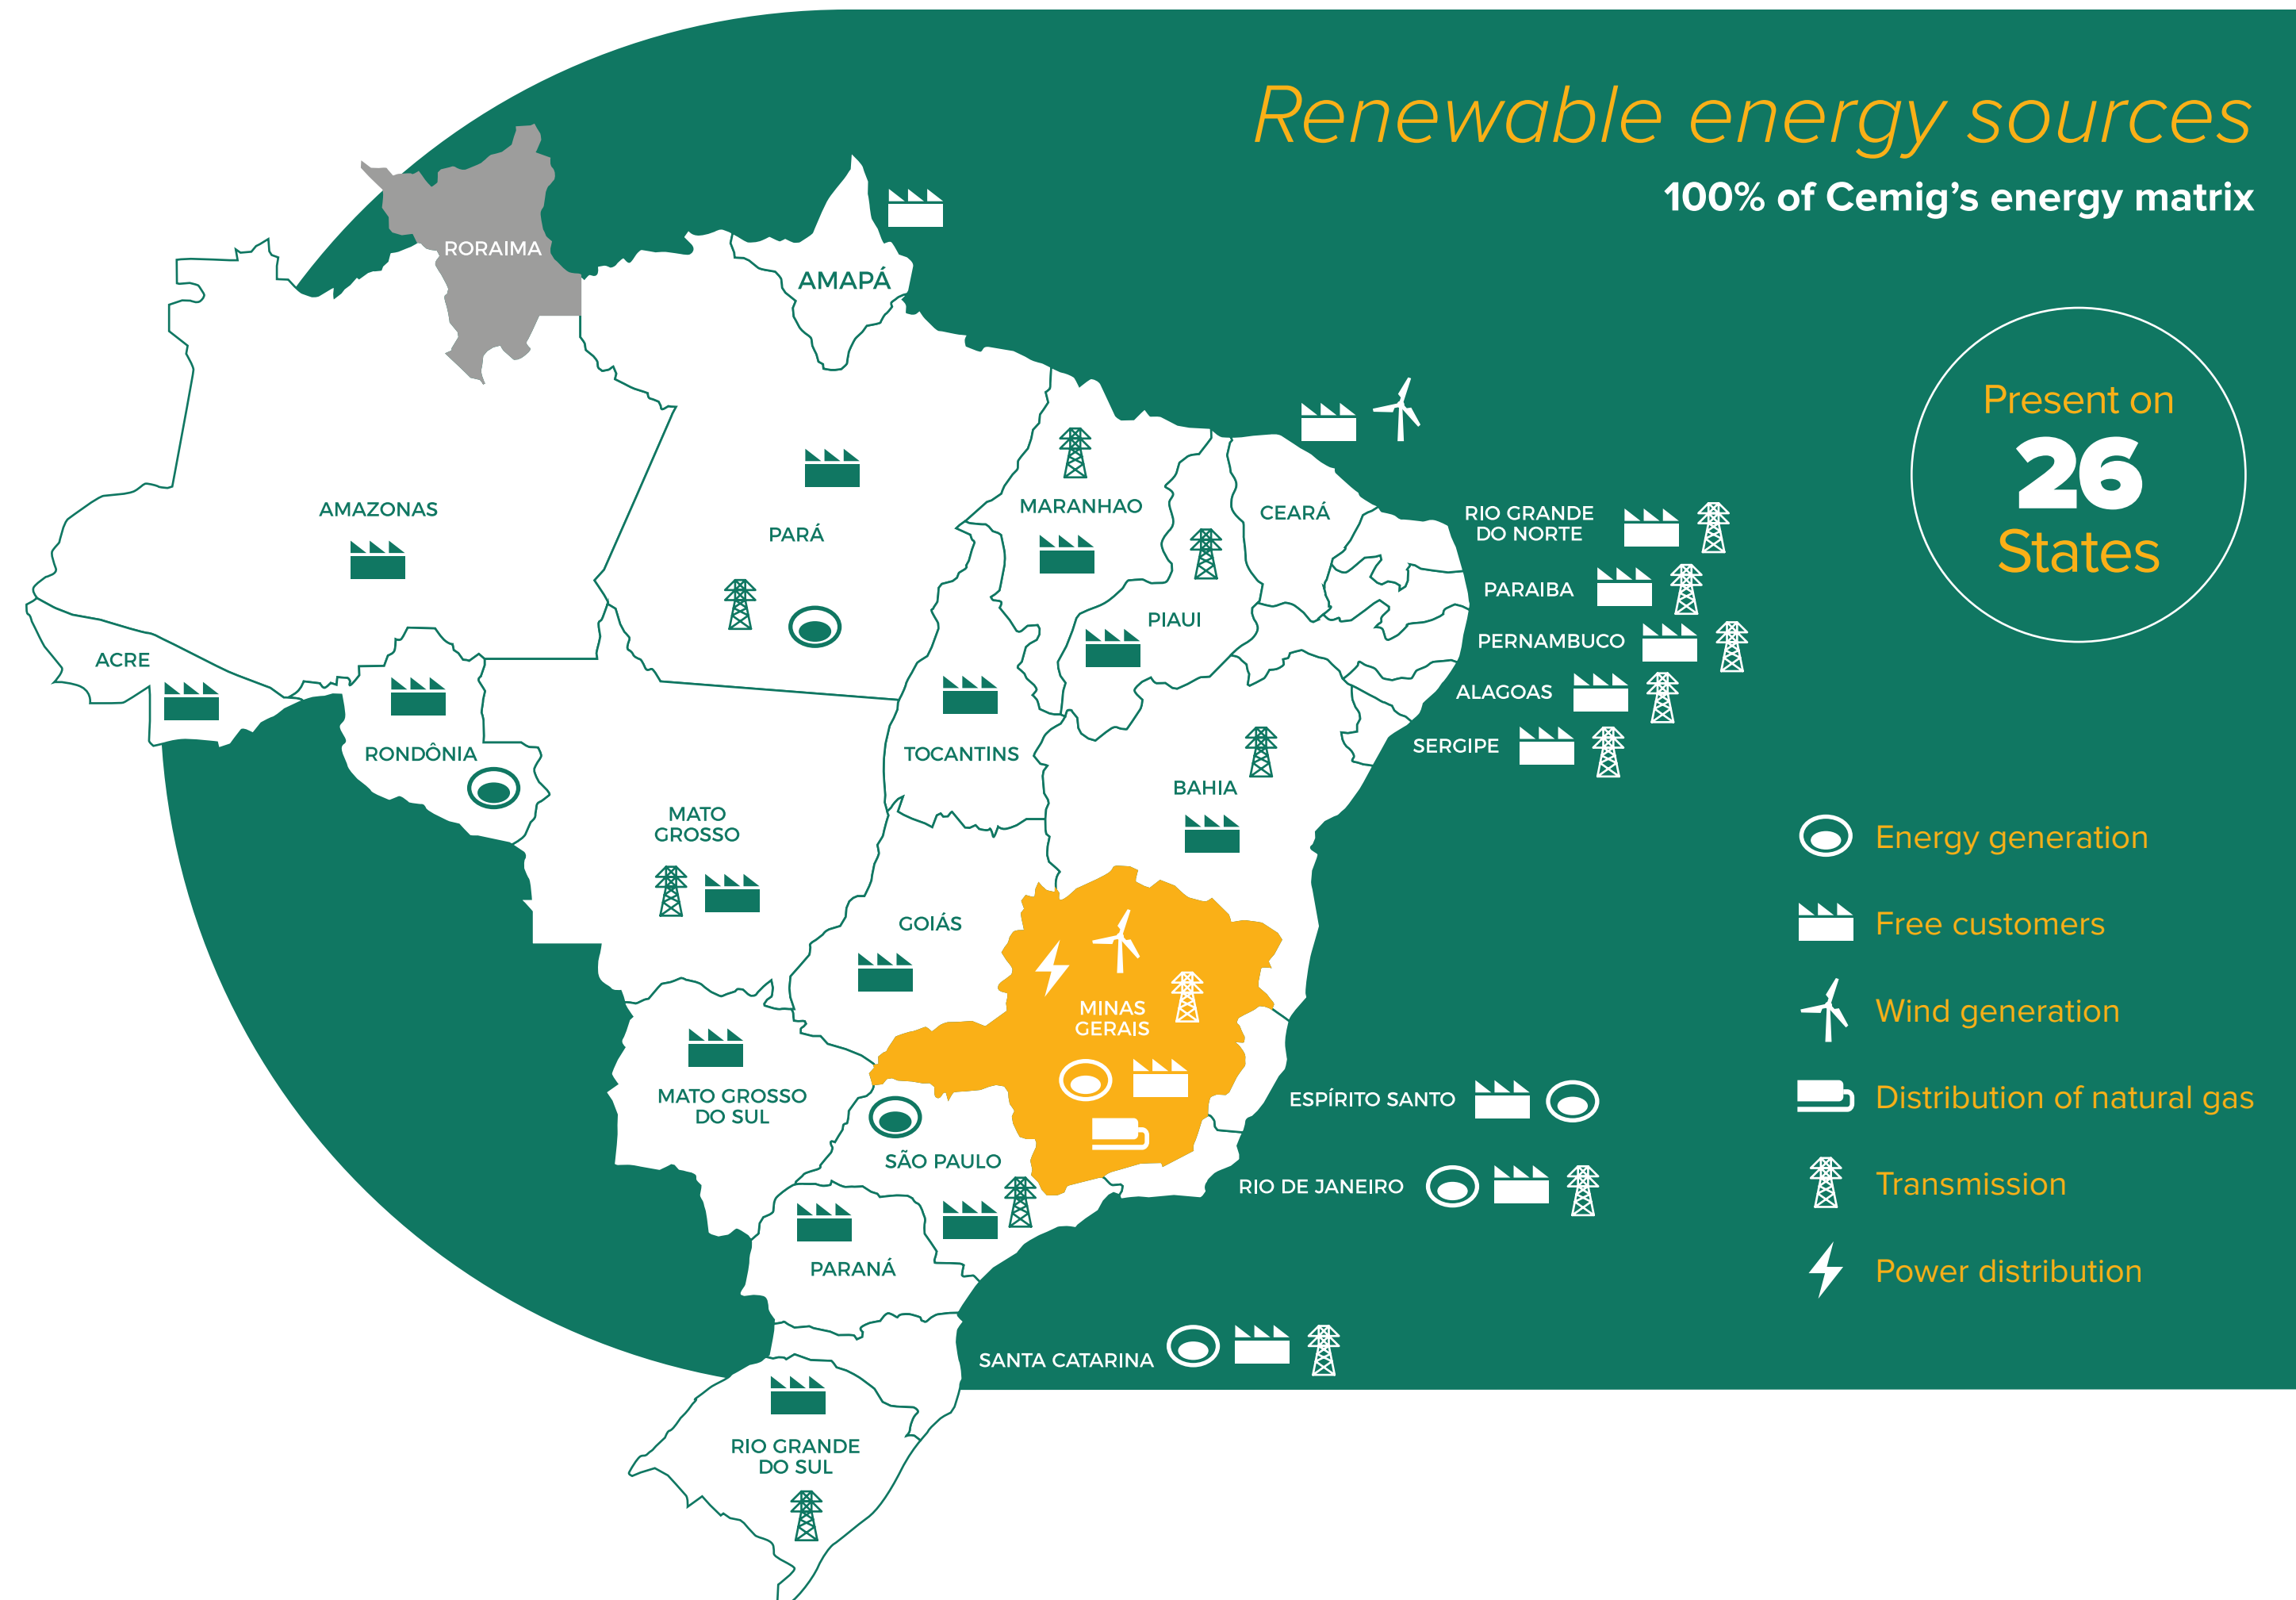 Renewable energy sources
100% of Cemig’s energy matrix
Present on
26
States
RORAIMA
AMAPÁ
AMAZONAS
PARÁ
MARANHAO
CEARÁ
RIO GRANDE
DO NORTE
PARAIBA
PIAUI
PERNAMBUCO
ACRE
ALAGOAS
RONDÔNIA
TOCANTINS
SERGIPE
BAHIA
MATO
GROSSO
GOIÁS
MINAS
GERAIS
MATO GROSSO
DO SUL
ESPÍRITO SANTO
SÃO PAULO
RIO DE JANEIRO
PARANÁ
SANTA CATARINA
RIO GRANDE
DO SUL
Energy generation
Free customers
Wind generation
Distribution of natural gas
Transmission
Power distribution